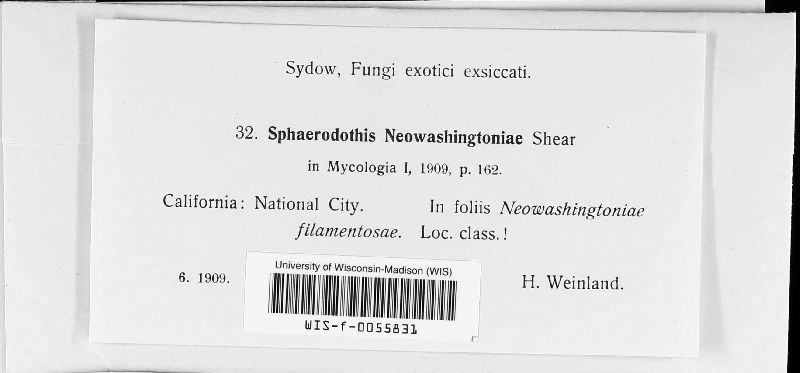 Sydow, Fungi exotici exsiccati.
32. Sphaerodothis Neowashingtoniae Shear
in Mycologia I, 1909, p. 162.
California: National City. In foliis Neowashingtoniae
filamentosae. Loc. class.!
6. 1909.
H. Weinland.
University of Wisconsin-Madison (WIS)
WIS-f-0055831